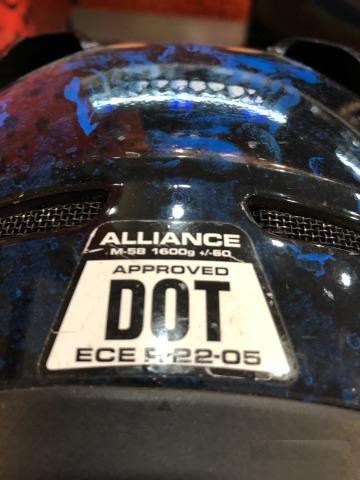 ALLIANCE
M-58 1600g +/-50
APPROVED
DOT
ECE R-22-05